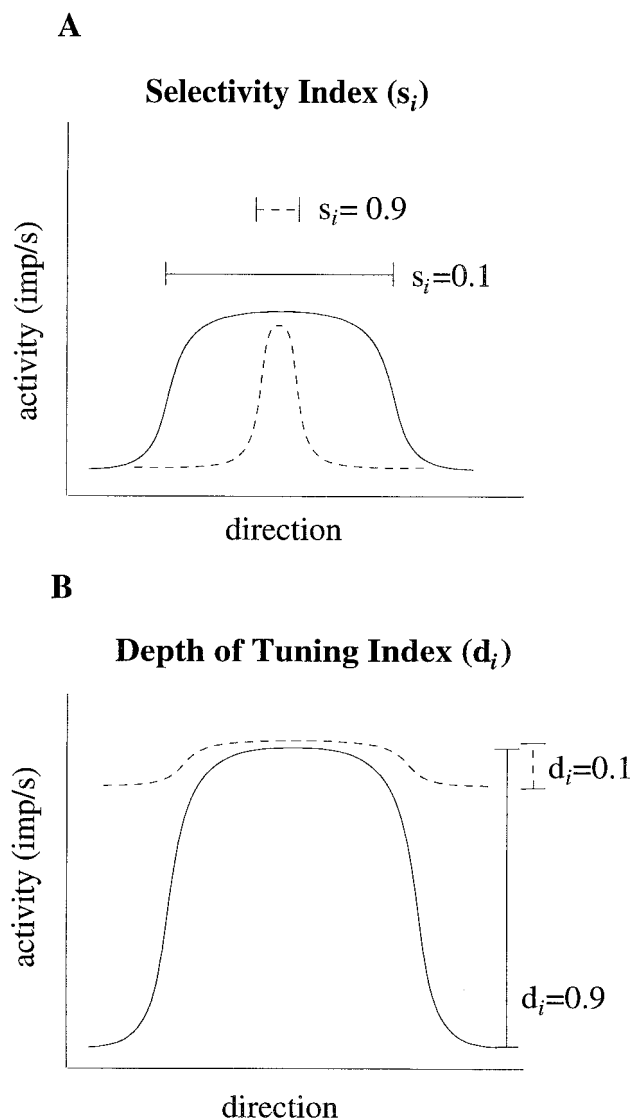 A
Selectivity Index (s_i)
s_i= 0.9
s_i=0.1
activity (imp/s)
direction
B
Depth of Tuning Index (d_i)
d_i=0.1
activity (imp/s)
d_i=0.9
direction